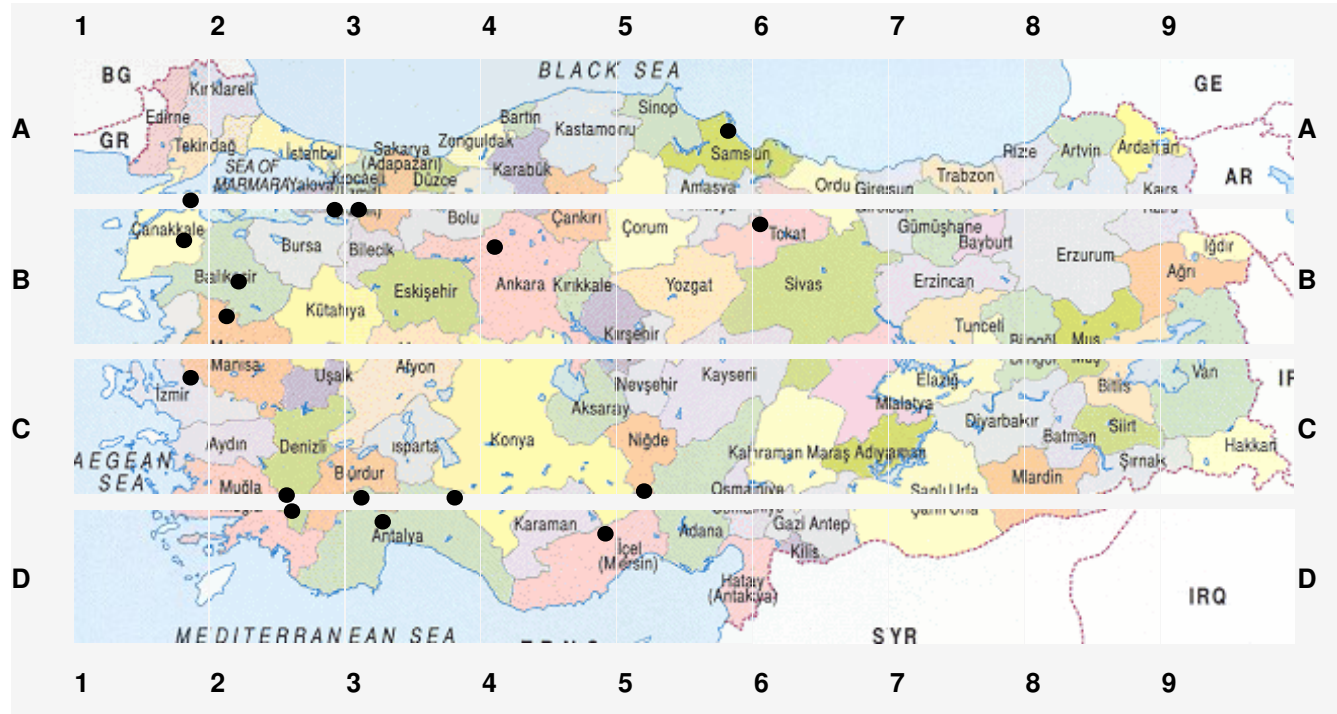 1 2 3 4 5 6 7 8 9
BLACK SEA
BG
Kırklareli
GE
Edirne
Bartın
Sinop
Kastamonu
A
GR
Tekirdağ
İstanbul
Sakarya
(Adapazarı)
Zonguldak
Karabük
Samsun
Rize
Artvin
Ardahan
A
SEA OF
MARMARA
Yalova
Kocaeli
Düzce
Amasya
Ordu
Giresun
Trabzon
Kars
AR
Çanakkale
Bolu
Çankırı
Çorum
Tokat
Gümüşhane
Bayburt
Iğdır
Bursa
Bilecik
Erzurum
B
Balıkesir
Eskişehir
Ankara
Kırıkkale
Yozgat
Sivas
Erzincan
Ağrı
B
Kütahya
Kırşehir
Tunceli
Bingöl
Muş
Manisa
Uşak
Afyon
Nevşehir
Kayseri
Elazığ
Bitlis
Van
İzmir
Aksaray
Malatya
Diyarbakır
Siirt
C
Aydın
Denizli
Isparta
Konya
Niğde
Kahraman Maraş
Adıyaman
Batman
Şırnak
Hakkari
C
AEGEAN
SEA
Muğla
Burdur
Osmaniye
Şanlı Urfa
Mardin
Karaman
Adana
Gazi Antep
Antalya
İçel
(Mersin)
Kilis
D
Hatay
(Antakya)
IRQ
D
MEDITERRANEAN SEA
SYR
1 2 3 4 5 6 7 8 9